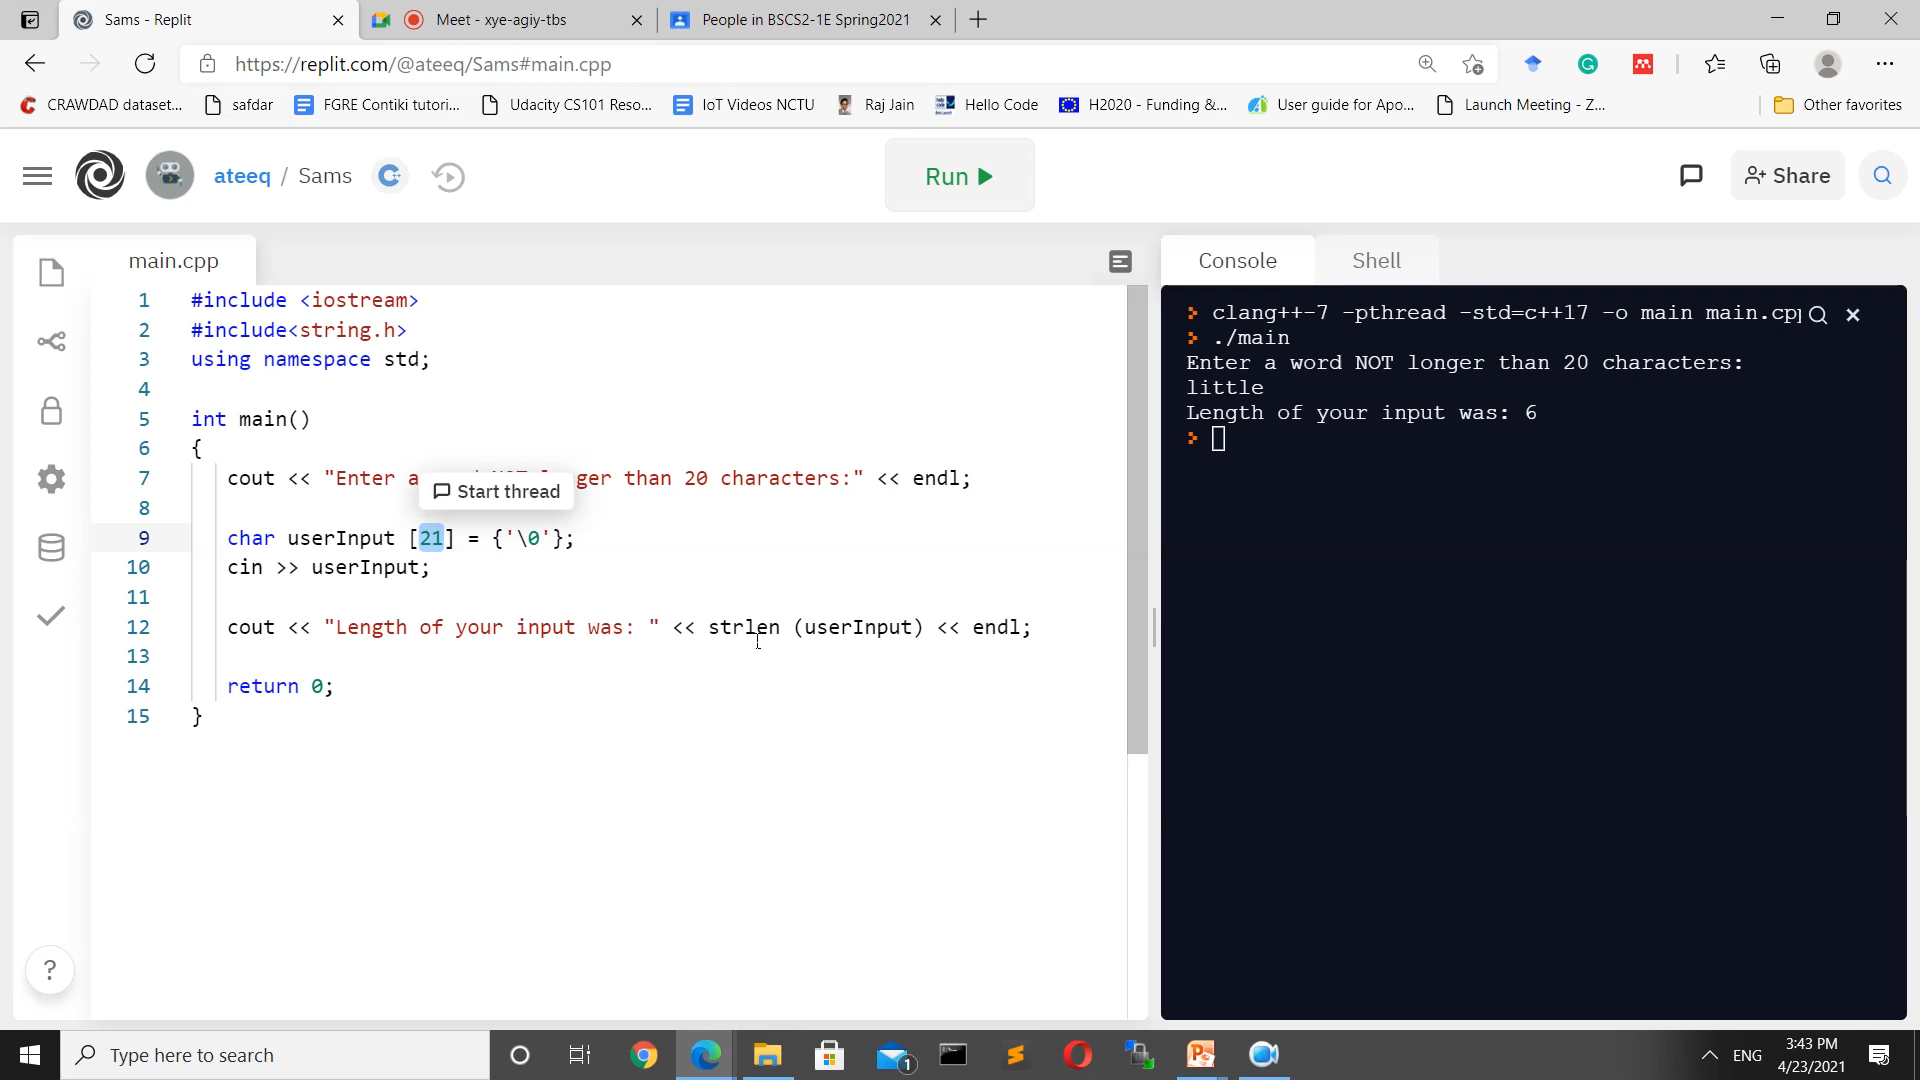 Sams - Replit
Meet - xye-agiy-tbs
People in BSCS2-1E Spring2021
https://replit.com/@ateeq/Sams#main.cpp
CRAWDAD dataset...
safdar
FGRE Contiki tutori...
Udacity CS101 Reso...
IoT Videos NCTU
Raj Jain
Hello Code
H2020 - Funding &...
User guide for Apo...
Launch Meeting - Z...
Other favorites
ateeq / Sams
Run
Share
main.cpp
Console
Shell
1 #include <iostream>
2 #include<string.h>
3 using namespace std;
4
5 int main()
6 {
7 cout << "Enter a
nger than 20 characters:" << endl;
Start thread
8
9 char userInput [21] = {'\0'};
10 cin >> userInput;
11
12 cout << "Length of your input was: " << strlen (userInput) << endl;
13
14 return 0;
15 }
clang++-7 -pthread -std=c++17 -o main main.cpp
./main
Enter a word NOT longer than 20 characters:
little
Length of your input was: 6
?
Type here to search
1
ENG
3:43 PM
4/23/2021